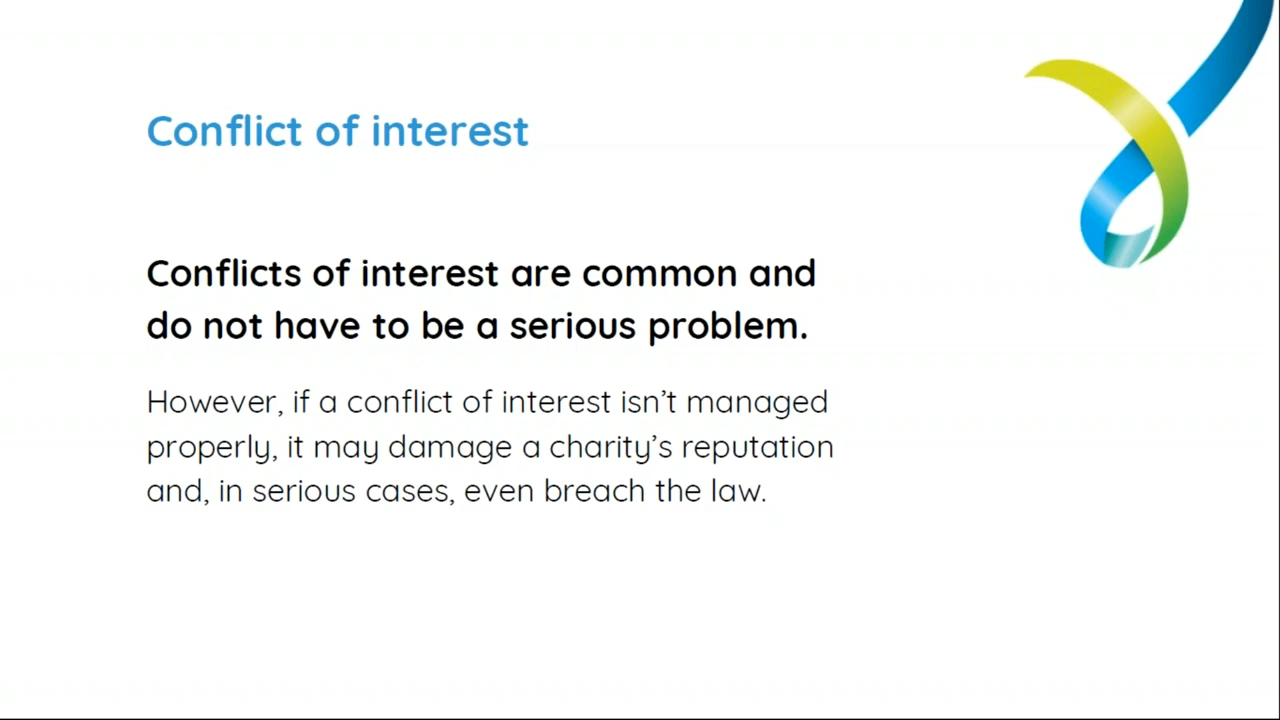 Conflict of interest
Conflicts of interest are common and
do not have to be a serious problem.
However, if a conflict of interest isn’t managed
properly, it may damage a charity’s reputation
and, in serious cases, even breach the law.